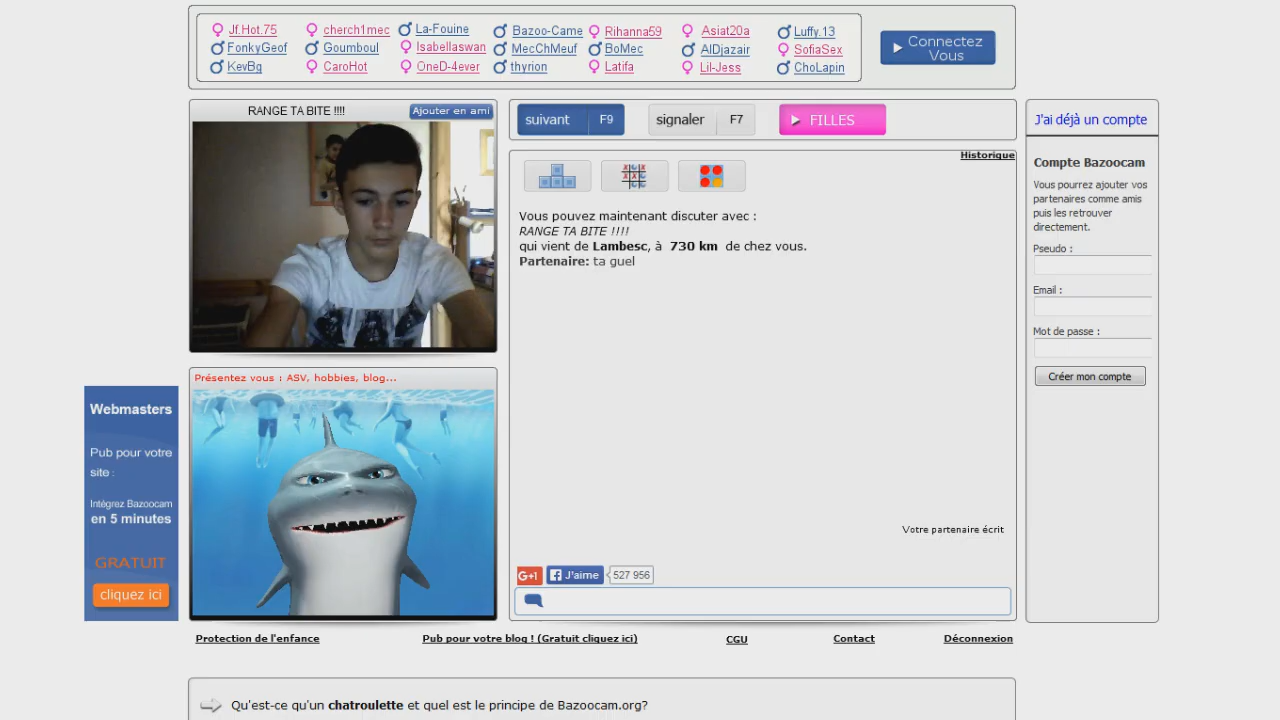 Jf.Hot.75 cherch1mec La-Fouine Bazoo-Came Rihanna59 Asiat20a Luffy.13
FonkyGeof Goumboul Isabellaswan MecChMeuf BoMec AlDjazair SofiaSex
KevBg CaroHot OneD-4ever thyrion Latifa Lil-Jess ChoLapin
Connectez
Vous
RANGE TA BITE !!!!
Ajouter en ami
suivant F9
signaler F7
FILLES
J'ai déjà un compte
Historique
Compte Bazoocam
Vous pourrez ajouter vos
partenaires comme amis
puis les retrouver
directement.
Pseudo :
Email :
Mot de passe :
Créer mon compte
Vous pouvez maintenant discuter avec :
RANGE TA BITE !!!!
qui vient de Lambesc, à 730 km de chez vous.
Partenaire: ta guel
Présentez vous : ASV, hobbies, blog...
Webmasters
Pub pour votre
site :
Intégrez Bazoocam
en 5 minutes
GRATUIT
cliquez ici
Votre partenaire écrit
G+1 J'aime 527 956
Protection de l'enfance
Pub pour votre blog ! (Gratuit cliquez ici)
CGU
Contact
Déconnexion
Qu'est-ce qu'un chatroulette et quel est le principe de Bazoocam.org?